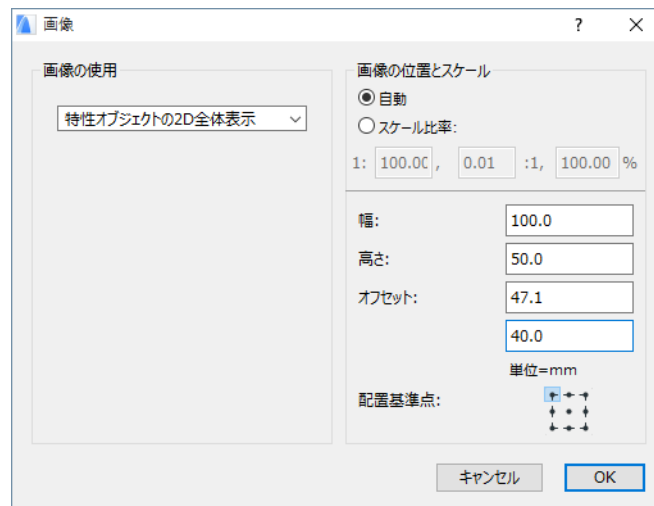 画像
? ×
画像の使用
特性オブジェクトの2D全体表示
画像の位置とスケール
自動
スケール比率:
1: 100.00 , 0.01 :1, 100.00 %
幅: 100.0
高さ: 50.0
オフセット: 47.1
40.0
単位=mm
配置基準点:
キャンセル OK